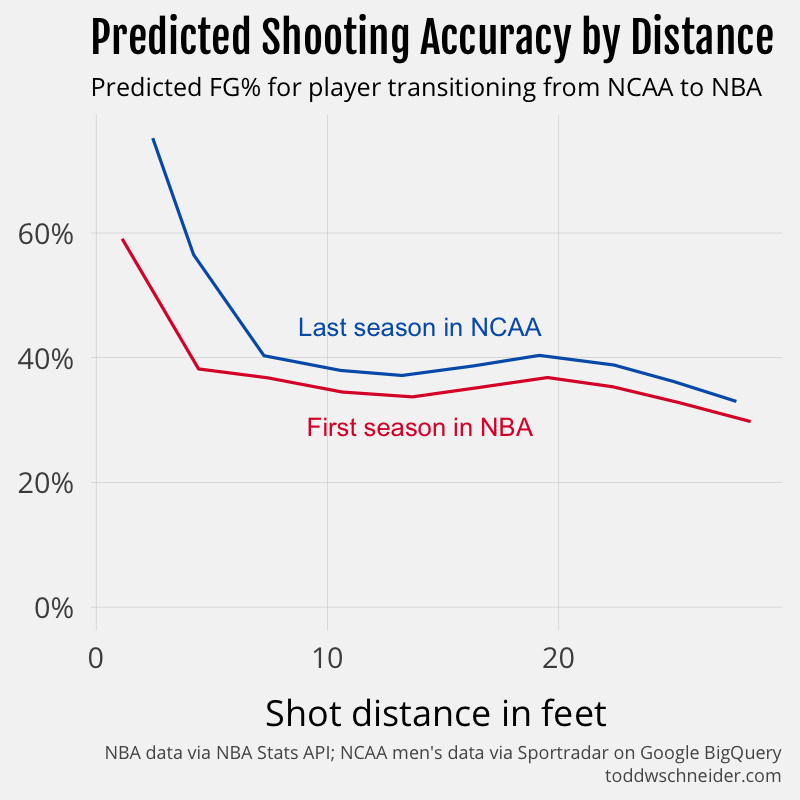 Predicted Shooting Accuracy by Distance
Predicted FG% for player transitioning from NCAA to NBA
60%
Last season in NCAA
40%
First season in NBA
20%
0%
0 10 20
Shot distance in feet
NBA data via NBA Stats API; NCAA men's data via Sportradar on Google BigQuery
toddwschneider.com